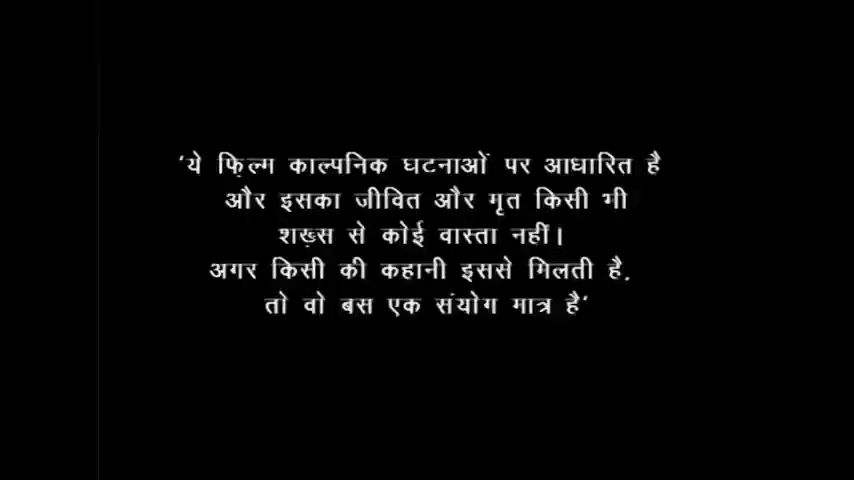 'ये फ़िल्म काल्पनिक घटनाओं पर आधारित है
और इसका जीवित और मृत किसी भी
शख़्स से कोई वास्ता नहीं।
अगर किसी की कहानी इससे मिलती है,
तो वो बस एक संयोग मात्र है'